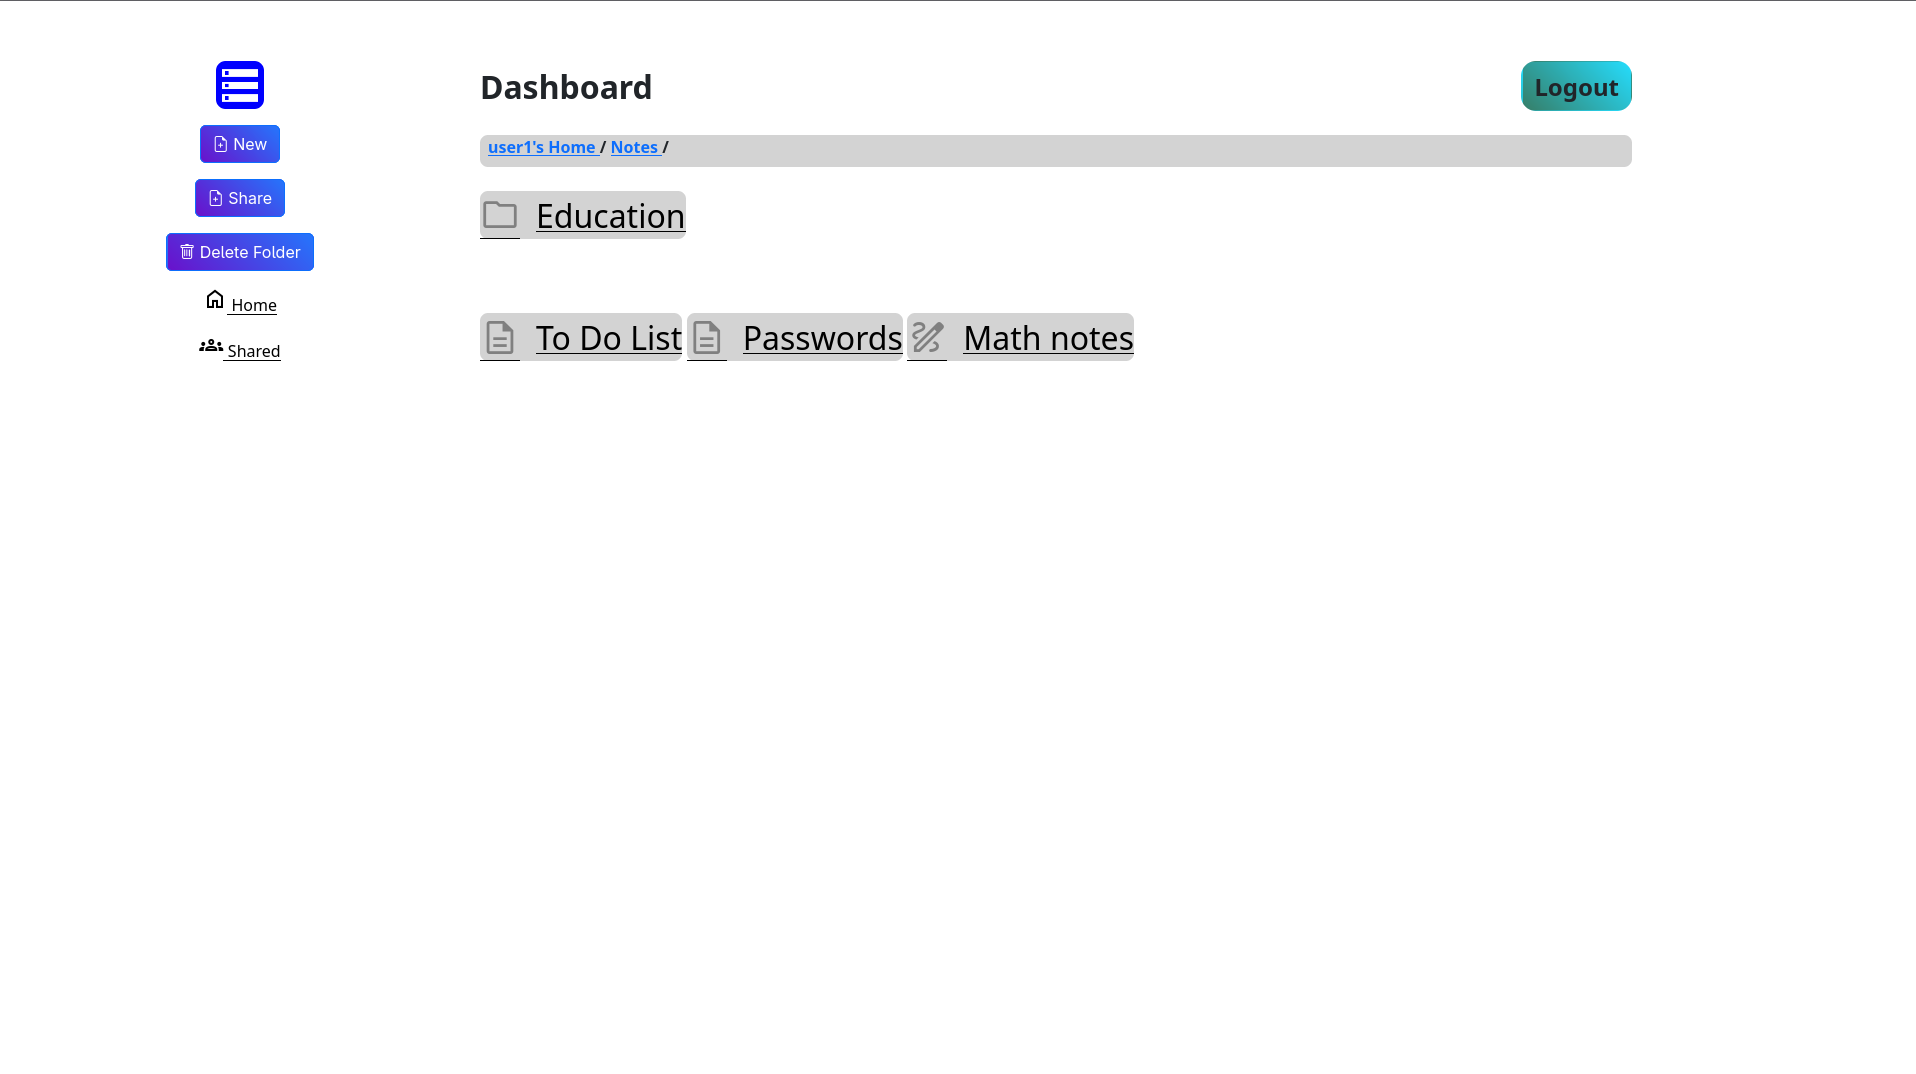 Dashboard
Logout
New
user1's Home / Notes /
Share
Education
Delete Folder
Home
To Do List
Passwords
Math notes
Shared